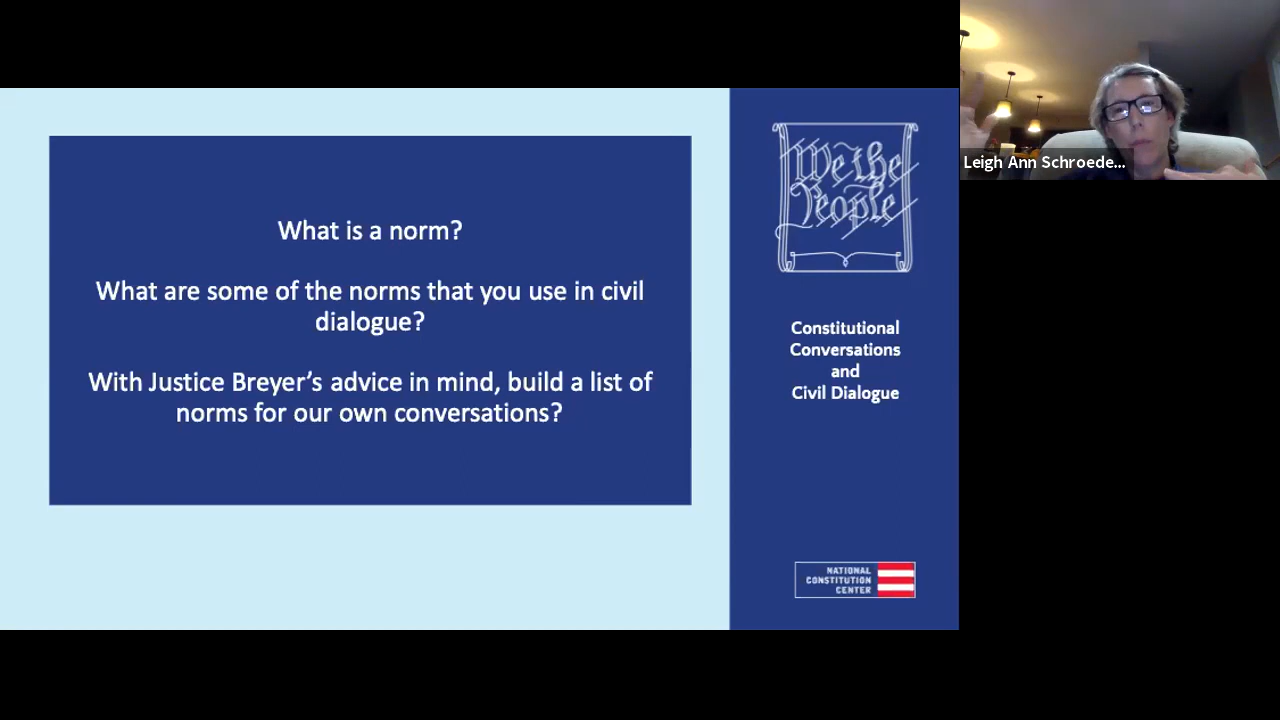 What is a norm?
What are some of the norms that you use in civil
dialogue?
With Justice Breyer's advice in mind, build a list of
norms for our own conversations?
We the
People
Constitutional
Conversations
and
Civil Dialogue
NATIONAL
CONSTITUTION
CENTER
Leigh Ann Schroede...